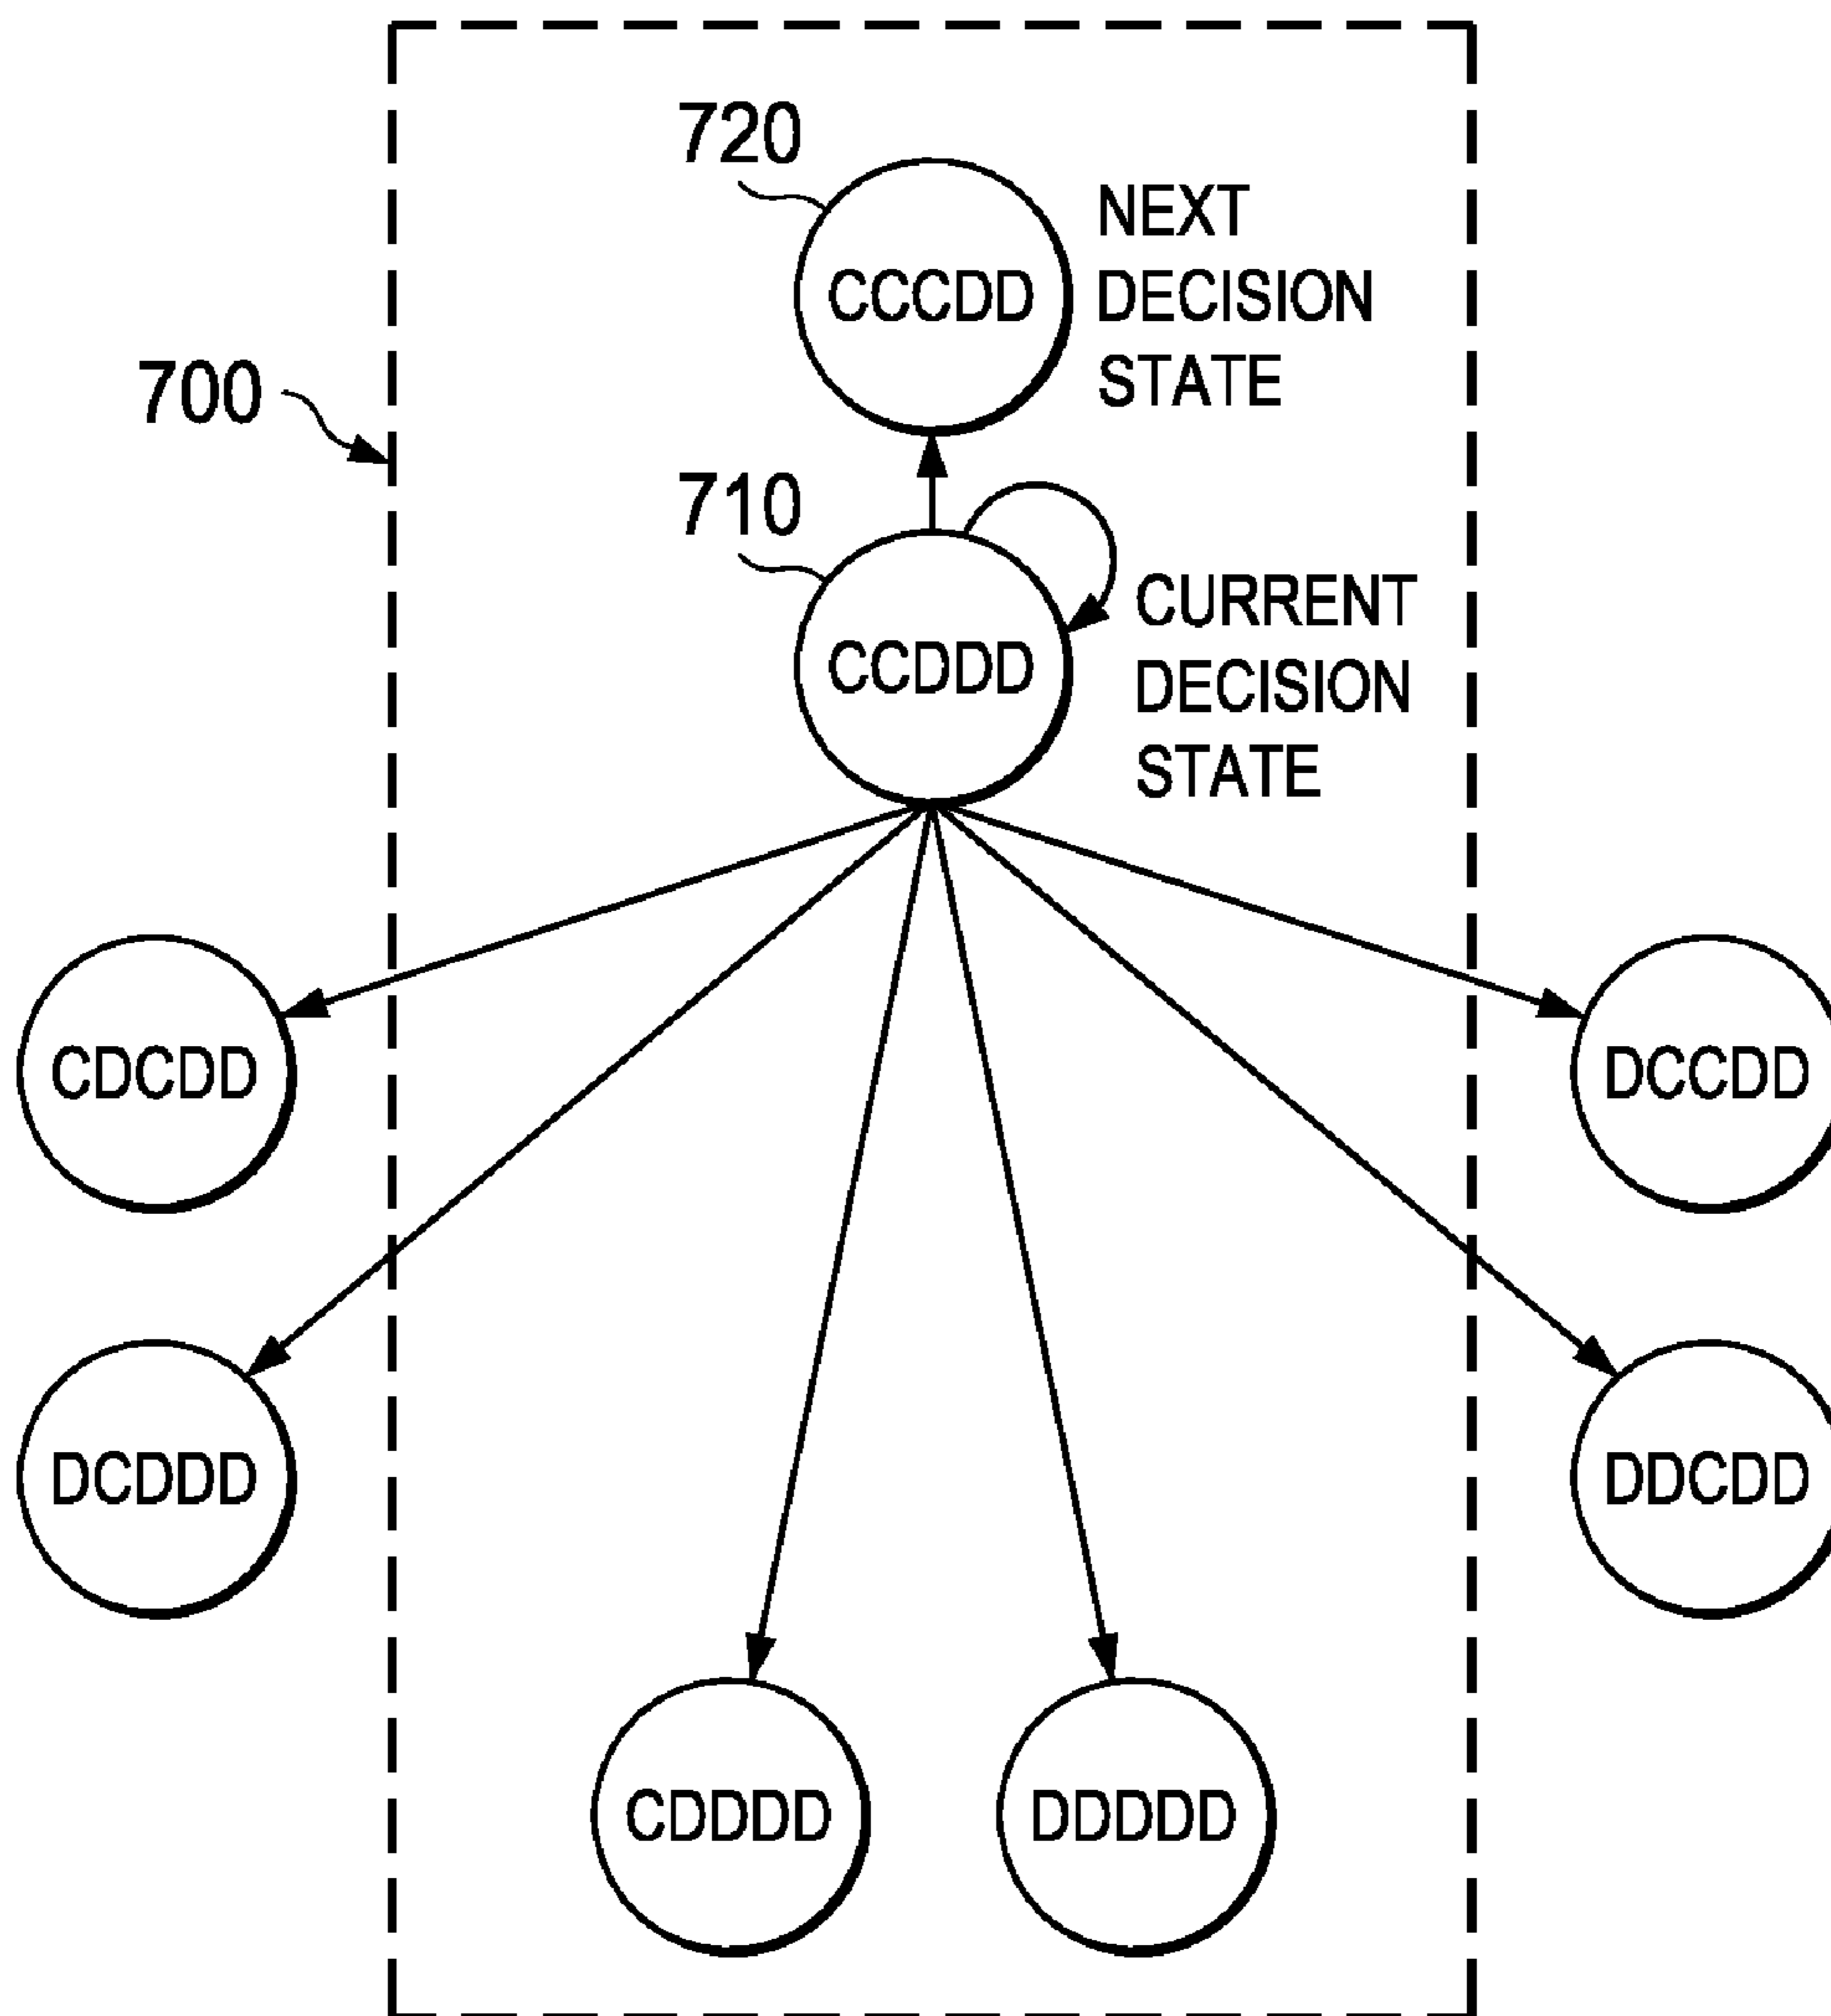 720
CCCDD
NEXT
DECISION
STATE
700
710
CCDDD
CURRENT
DECISION
STATE
CDCDD
DCCDD
DCDDD
DDCDD
CDDDD
DDDDD